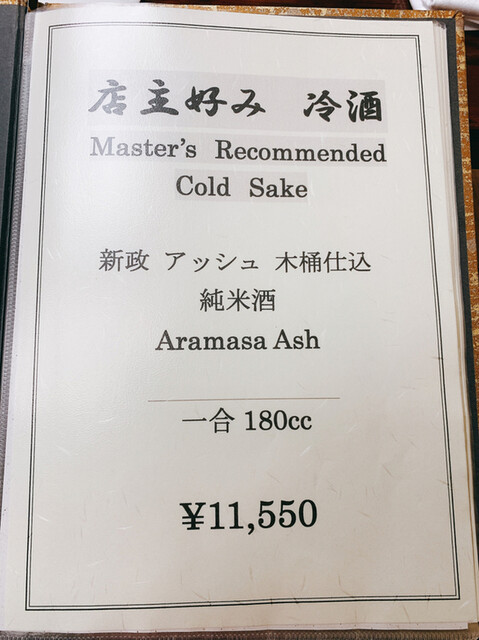 店主好み 冷酒
Master's Recommended
Cold Sake
新政 アッシュ 木桶仕込
純米酒
Aramasa Ash
一合 180cc
¥11,550